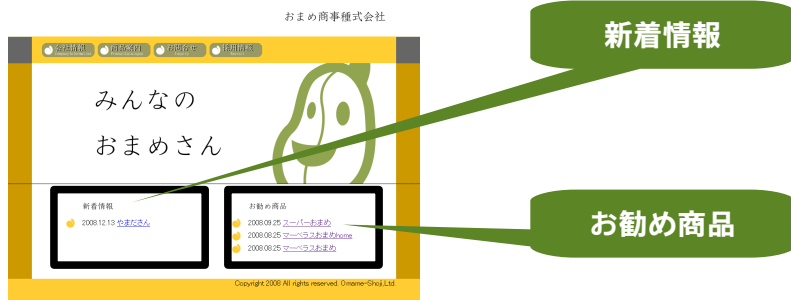 おまめ商事種式会社
会社情報 商品案内 お問合せ 採用情報
みんなの
おまめさん
新着情報
2008.12.13 やまださん
お勧め商品
2008.09.25 スーパーおまめ
2008.08.25 マーベラスおまめhome
2008.08.25 マーベラスおまめ
Copyright 2008 All rights reserved. Omame-Shoji,Ltd.
新着情報
お勧め商品